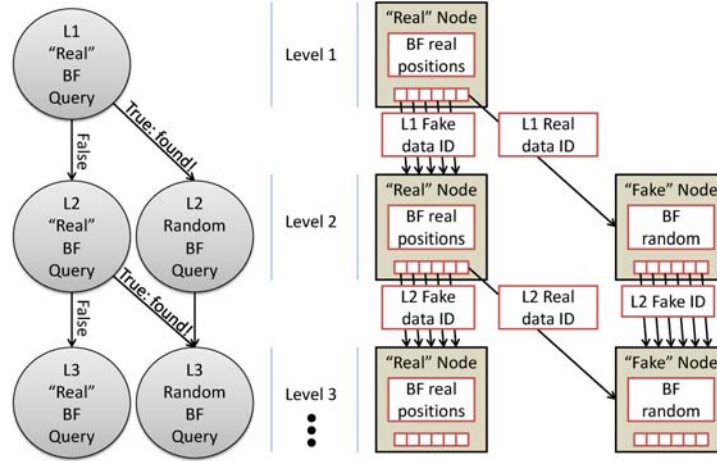 L1
"Real"
BF
Query
False
True: found!
L2
"Real"
BF
Query
L2
Random
BF
Query
False
True: found!
L3
"Real"
BF
Query
L3
Random
BF
Query
Level 1
Level 2
Level 3
"Real" Node
BF real
positions
L1 Fake
data ID
L1 Real
data ID
"Real" Node
BF real
positions
"Fake" Node
BF
random
L2 Fake
data ID
L2 Real
data ID
L2 Fake ID
"Real" Node
BF real
positions
"Fake" Node
BF
random